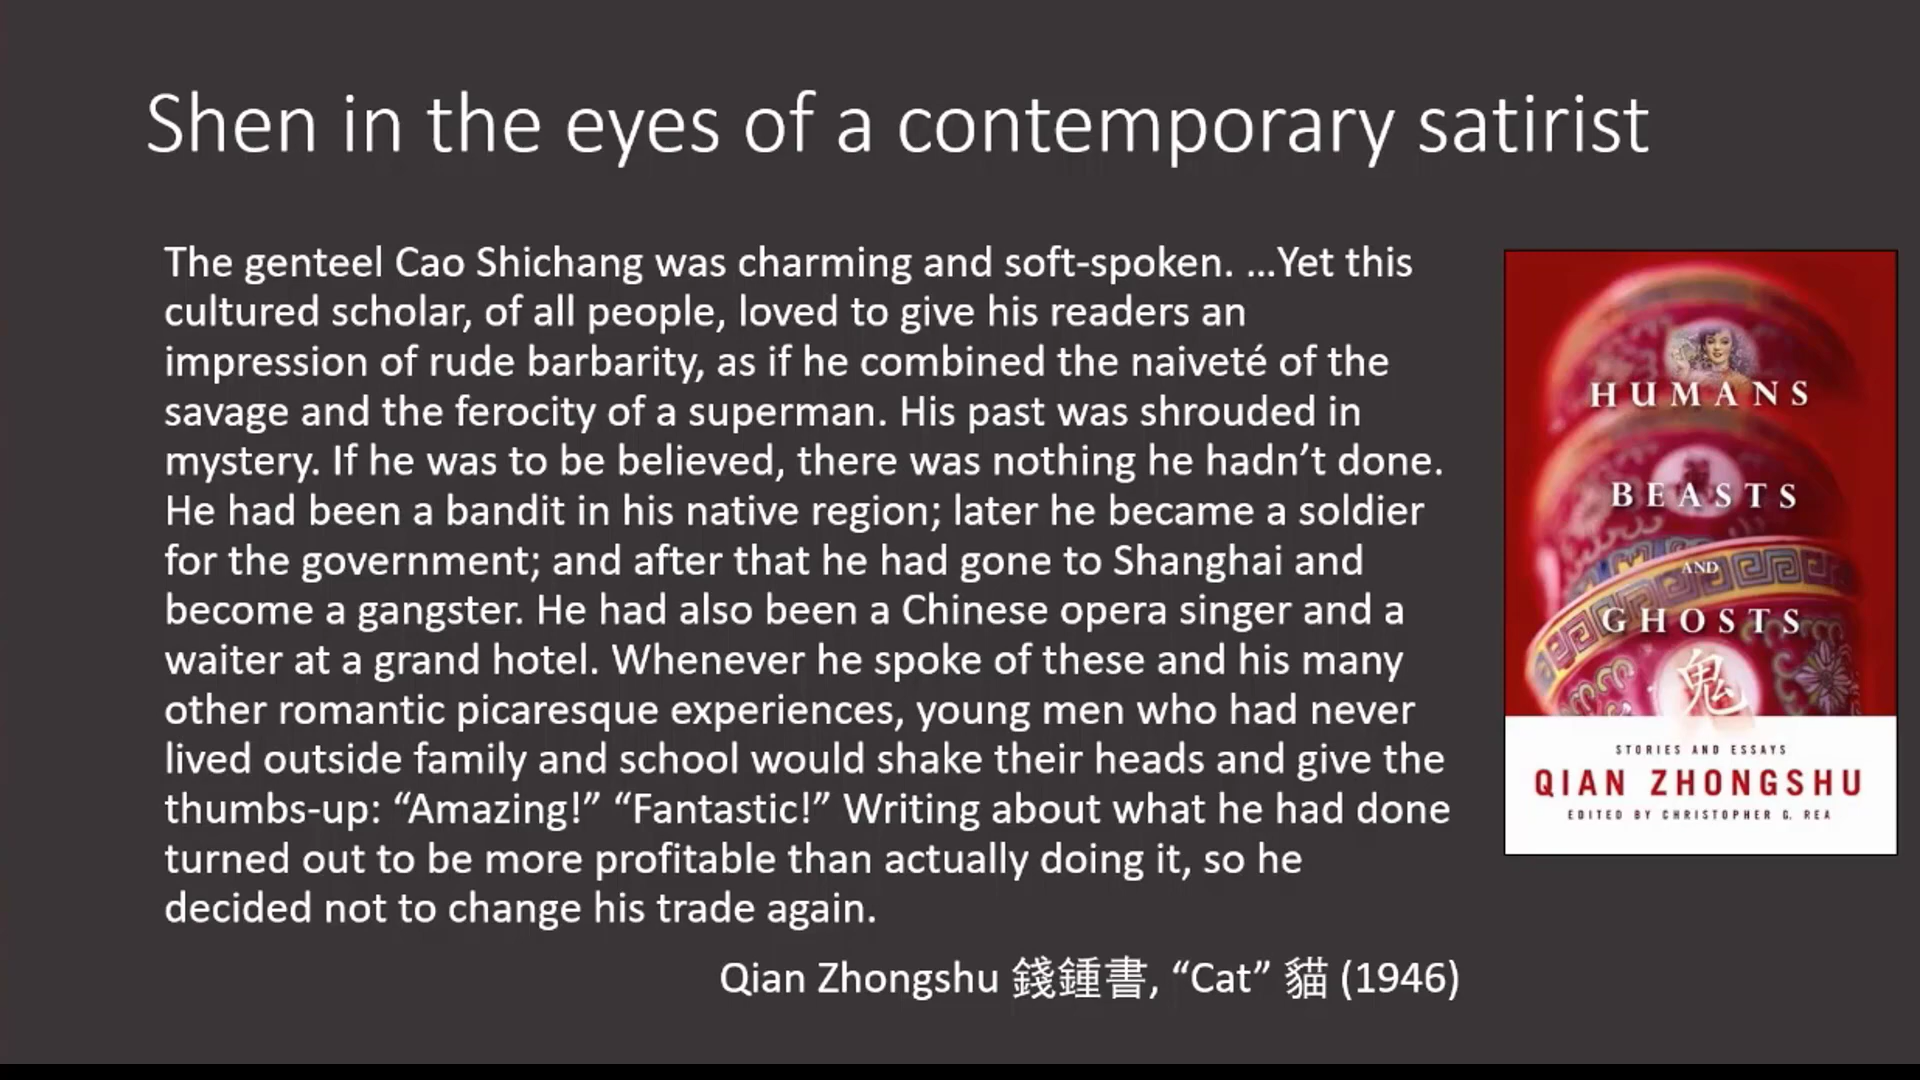 Shen in the eyes of a contemporary satirist
The genteel Cao Shichang was charming and soft-spoken. ...Yet this
cultured scholar, of all people, loved to give his readers an
impression of rude barbarity, as if he combined the naiveté of the
savage and the ferocity of a superman. His past was shrouded in
mystery. If he was to be believed, there was nothing he hadn’t done.
He had been a bandit in his native region; later he became a soldier
for the government; and after that he had gone to Shanghai and
become a gangster. He had also been a Chinese opera singer and a
waiter at a grand hotel. Whenever he spoke of these and his many
other romantic picaresque experiences, young men who had never
lived outside family and school would shake their heads and give the
thumbs-up: “Amazing!” “Fantastic!” Writing about what he had done
turned out to be more profitable than actually doing it, so he
decided not to change his trade again.
Qian Zhongshu 錢鍾書, “Cat” 貓 (1946)
HUMANS
BEASTS
AND
GHOSTS
鬼
STORIES AND ESSAYS
QIAN ZHONGSHU
EDITED BY CHRISTOPHER G. REA